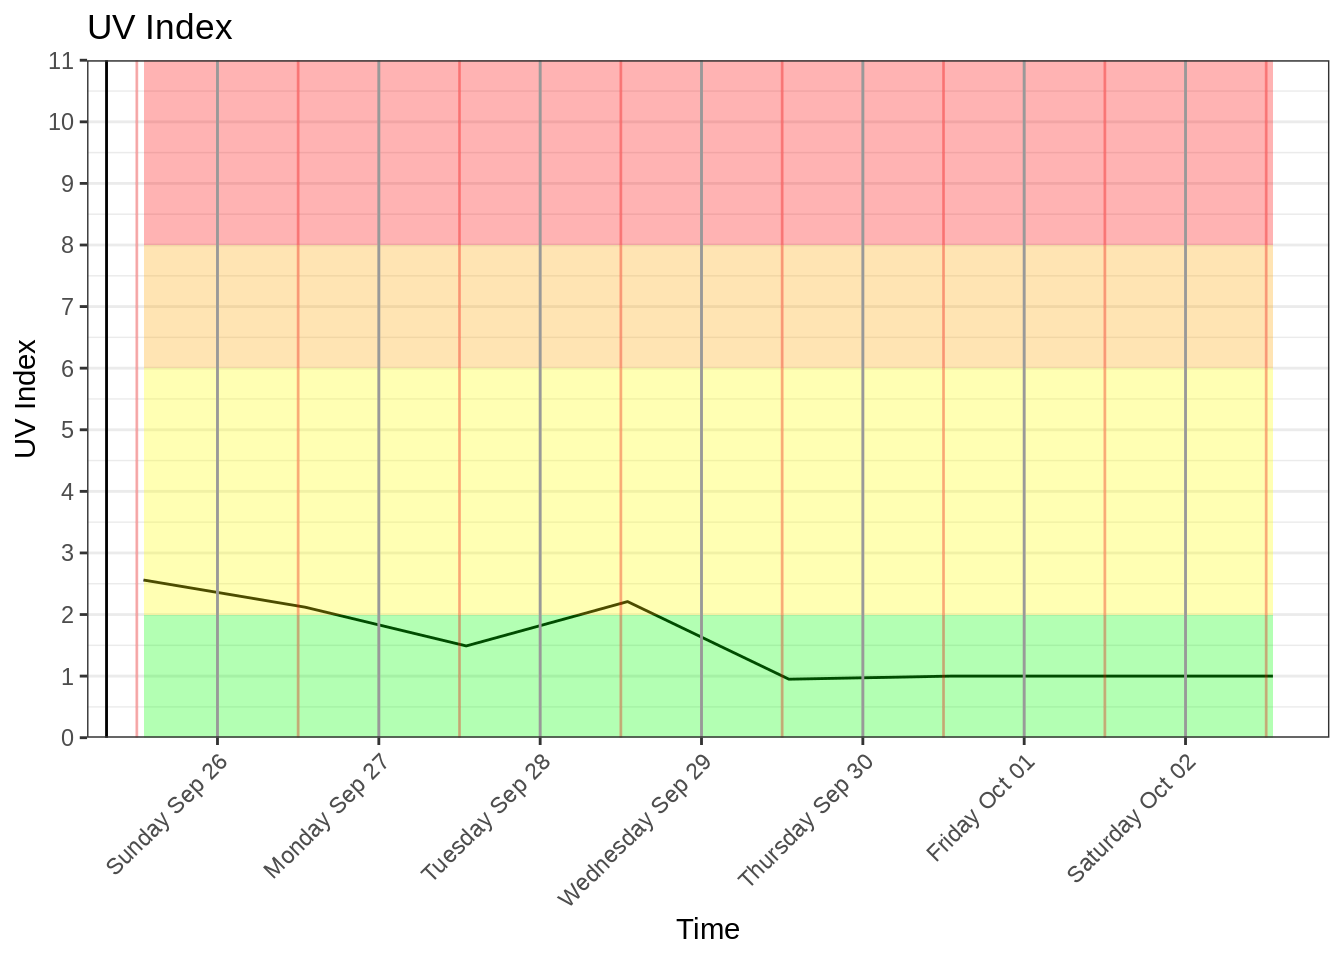 UV Index
11
10
9
8
7
6
5
4
3
2
1
0
UV Index
Sunday Sep 26
Monday Sep 27
Tuesday Sep 28
Wednesday Sep 29
Thursday Sep 30
Friday Oct 01
Saturday Oct 02
Time